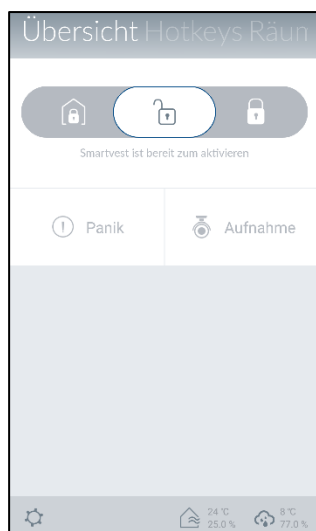 Übersicht Hotkeys Räun
Smartvest ist bereit zum aktivieren
Panik Aufnahme
24 °C 8 °C
25.0 % 77.0 %